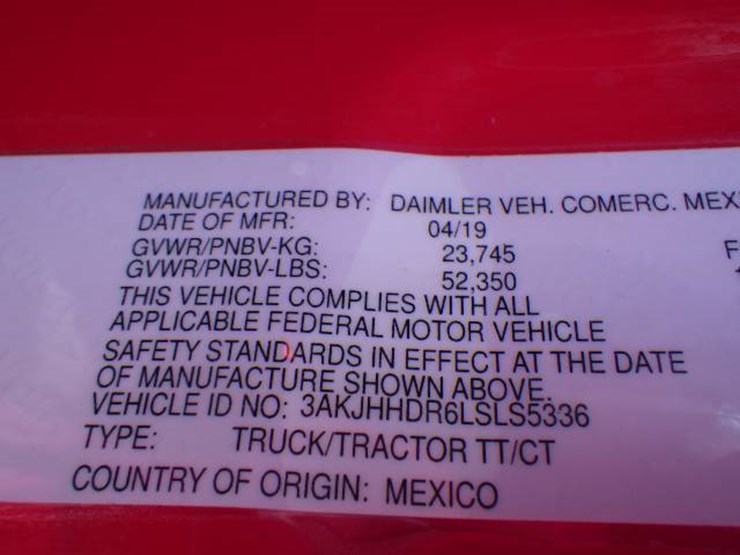 MANUFACTURED BY: DAIMLER VEH. COMERC.
DATE OF MFR: 04/19
GVWR/PNBV-KG: 23,745
GVWR/PNBV-LBS: 52,350
THIS VEHICLE COMPLIES WITH ALL
APPLICABLE FEDERAL MOTOR VEHICLE
SAFETY STANDARDS IN EFFECT AT THE DATE
OF MANUFACTURE SHOWN ABOVE.
VEHICLE ID NO: 3AKJHHDR6LSLS5336
TYPE: TRUCK/TRACTOR TT/CT
COUNTRY OF ORIGIN: MEXICO